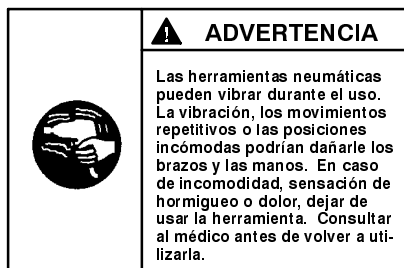 ADVERTENCIA
Las herramientas neumáticas
pueden vibrar durante el uso.
La vibración, los movimientos
repetitivos o las posiciones
incómodas podrían dañarle los
brazos y las manos. En caso
de incomodidad, sensación de
hormigueo o dolor, dejar de
usar la herramienta. Consultar
al médico antes de volver a uti-
lizarla.